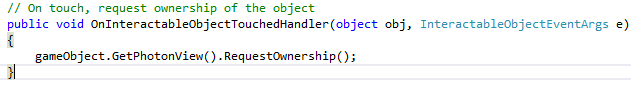 // On touch, request ownership of the object
public void OnInteractableObjectTouchedHandler(object obj, InteractableObjectEventArgs e)
{
    gameObject.GetPhotonView().RequestOwnership();
}